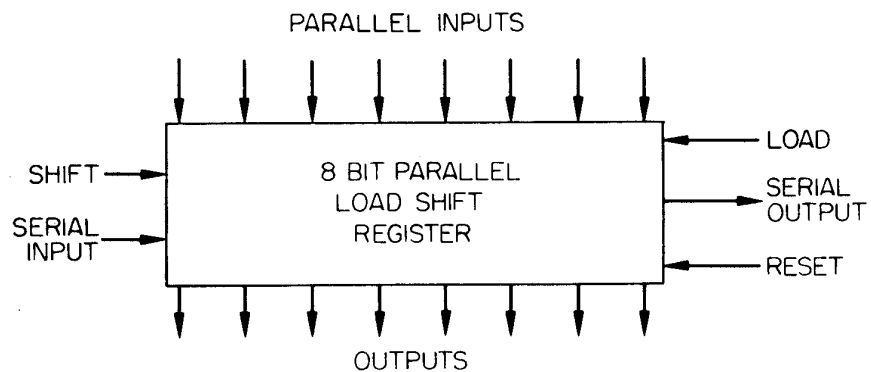 PARALLEL INPUTS
SHIFT
SERIAL
INPUT
8 BIT PARALLEL
LOAD SHIFT
REGISTER
LOAD
SERIAL
OUTPUT
RESET
OUTPUTS